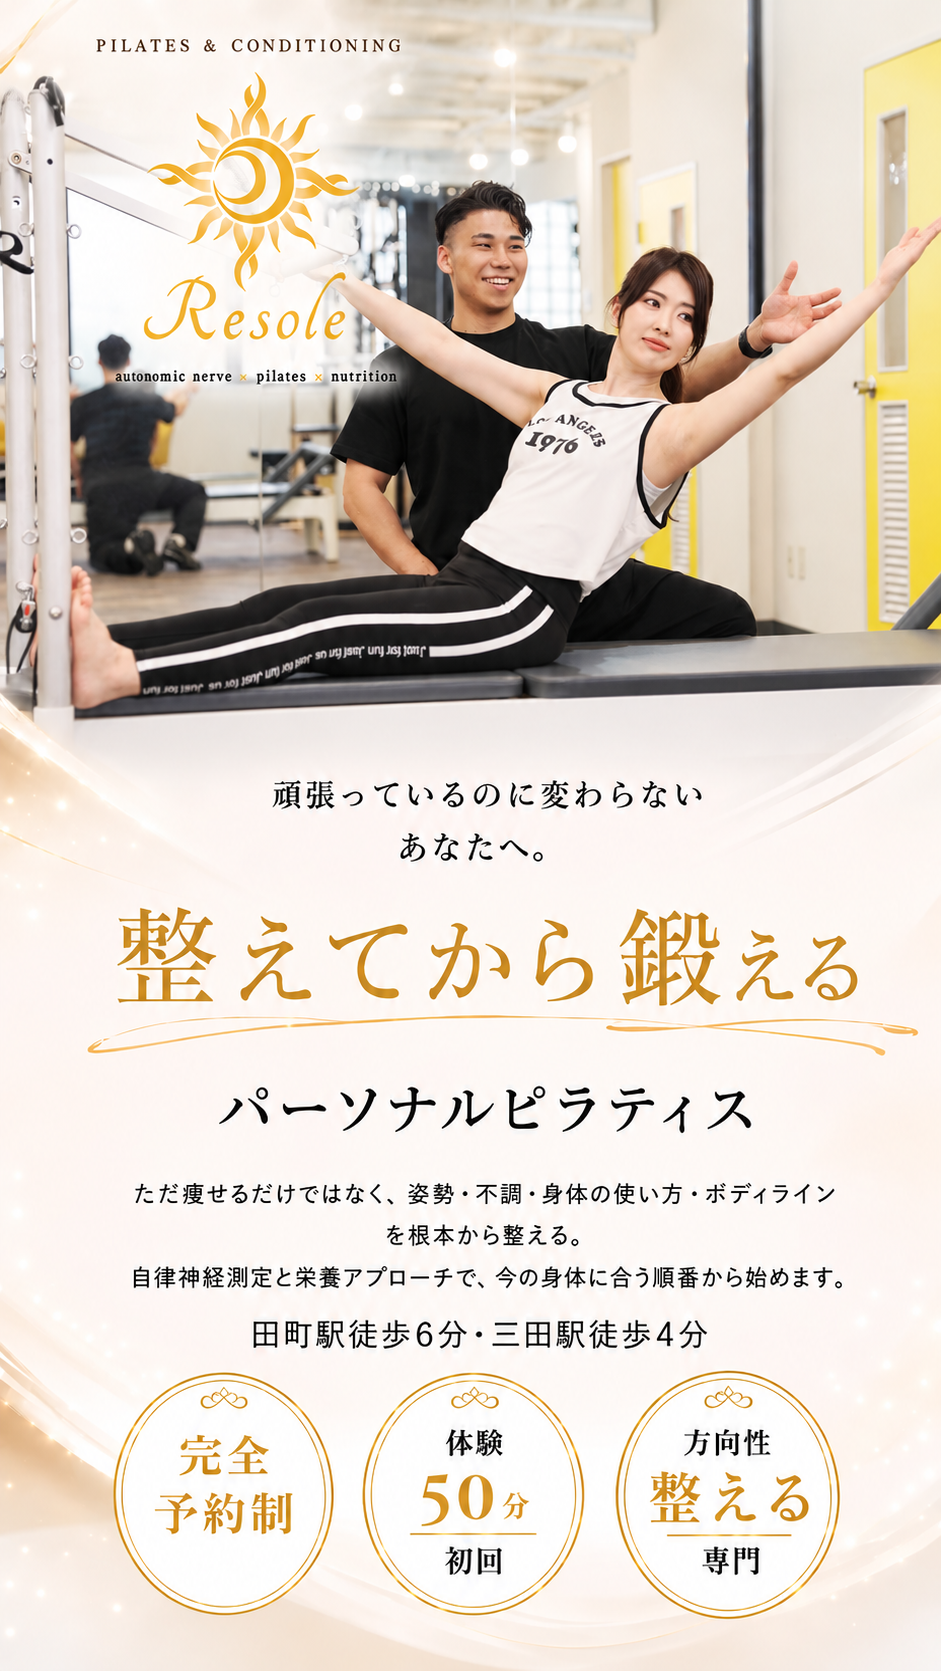 PILATES & CONDITIONING
Resole
autonomic nerve × pilates × nutrition
ANGELS
1976
頑張っているのに変わらない
あなたへ。
整えてから鍛える
パーソナルピラティス
ただ痩せるだけではなく、姿勢・不調・身体の使い方・ボディライン
を根本から整える。
自律神経測定と栄養アプローチで、今の身体に合う順番から始めます。
田町駅徒歩6分・三田駅徒歩4分
完全
予約制
体験
50分
初回
方向性
整える
専門